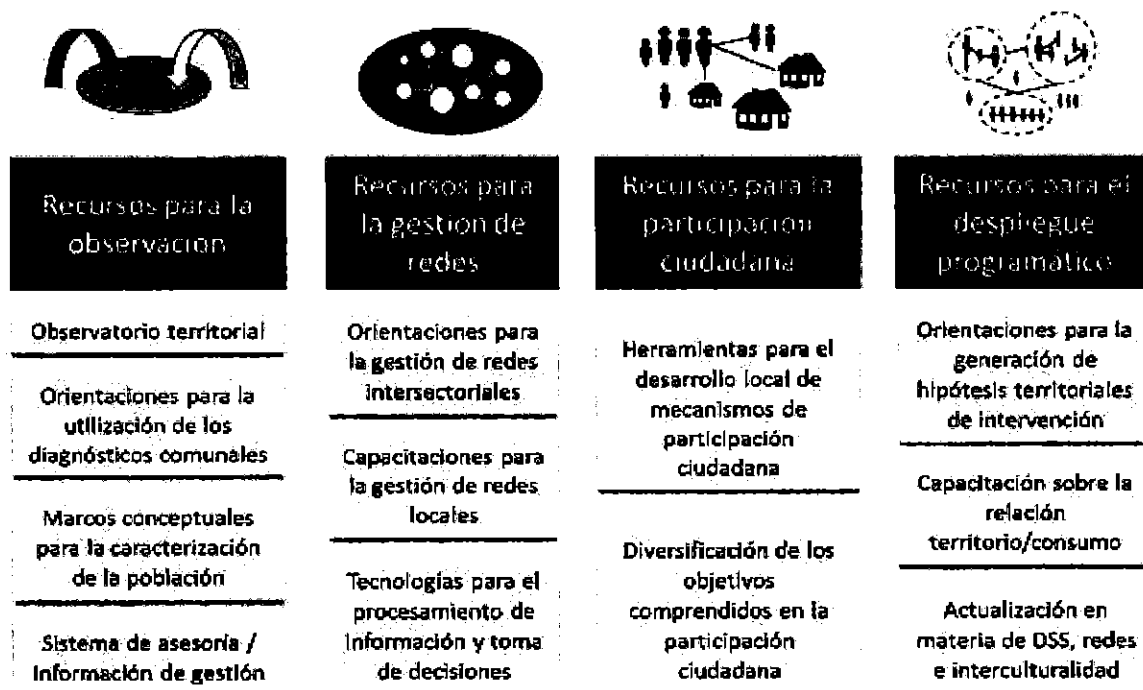 Recursos para la
observación
Observatorio territorial
Orientaciones para la
utilización de los
diagnósticos comunales
Marcos conceptuales
para la caracterización
de la población
Sistema de asesoría /
Información de gestión
Recursos para
la gestión de
redes
Orientaciones para
la gestión de redes
intersectoriales
Capacitaciones para
la gestión de redes
locales
Tecnologías para el
procesamiento de
información y toma
de decisiones
Recursos para la
participación
ciudadana
Herramientas para el
desarrollo local de
mecanismos de
participación
ciudadana
Diversificación de los
objetivos
comprendidos en la
participación
ciudadana
Recursos para el
despliegue
programático
Orientaciones para la
generación de
hipótesis territoriales
de intervención
Capacitación sobre la
relación
territorio/consumo
Actualización en
materia de DSS, redes
e interculturalidad